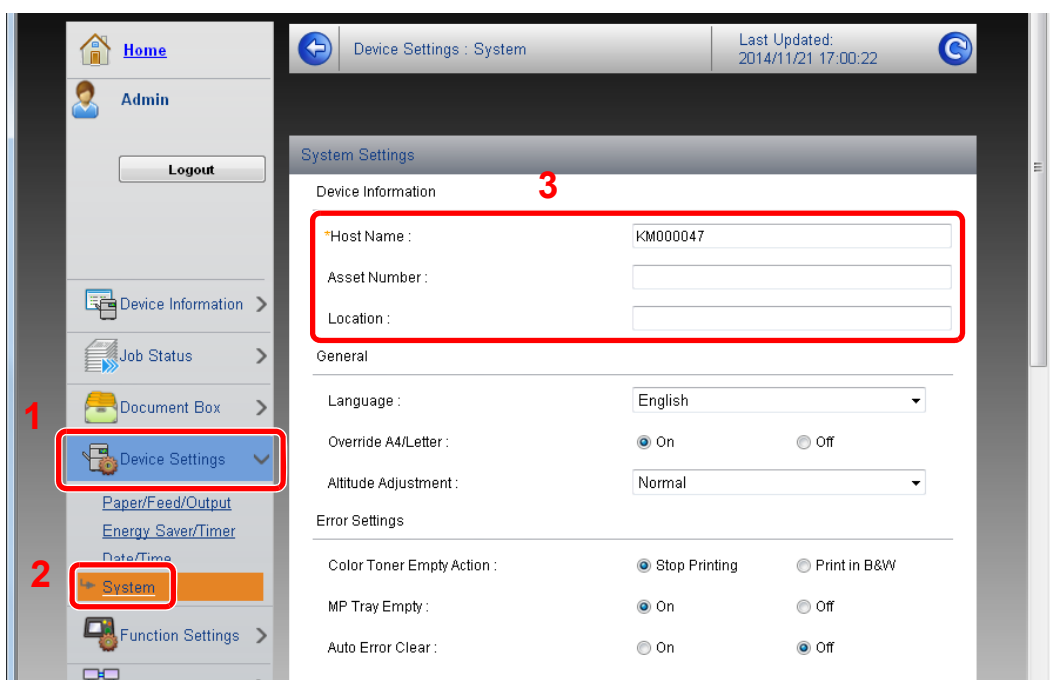 Home
Admin
Logout
Device Information
Job Status
Document Box
1
Device Settings
Paper/Feed/Output
Energy Saver/Timer
Date/Time
2
System
Function Settings
Device Settings : System
Last Updated:
2014/11/21 17:00:22
System Settings
Device Information
3
*Host Name : KM000047
Asset Number :
Location :
General
Language : English
Override A4/Letter : On Off
Altitude Adjustment : Normal
Error Settings
Color Toner Empty Action : Stop Printing Print in B&W
MP Tray Empty : On Off
Auto Error Clear : On Off